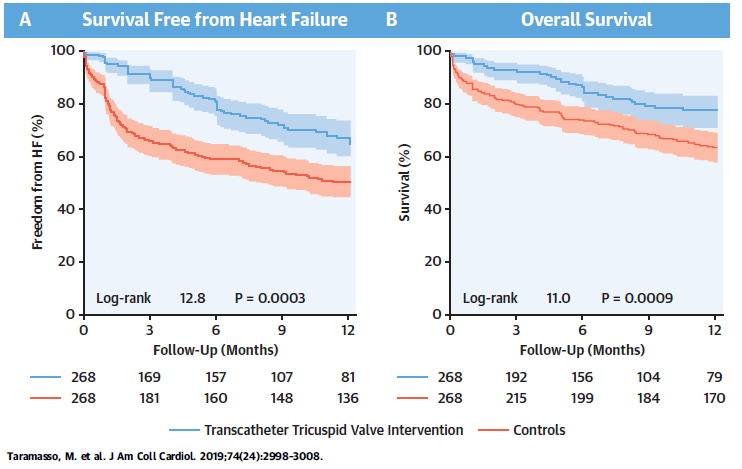 A Survival Free from Heart Failure
B Overall Survival
100
80
60
40
20
0
Freedom from HF (%)
Log-rank 12.8 P = 0.0003
0 3 6 9 12
Follow-Up (Months)
268 169 157 107 81
268 181 160 148 136
100
80
60
40
20
0
Survival (%)
Log-rank 11.0 P = 0.0009
0 3 6 9 12
Follow-Up (Months)
268 192 156 104 79
268 215 199 184 170
Transcatheter Tricuspid Valve Intervention Controls
Taramasso, M. et al. J Am Coll Cardiol. 2019;74(24):2998-3008.